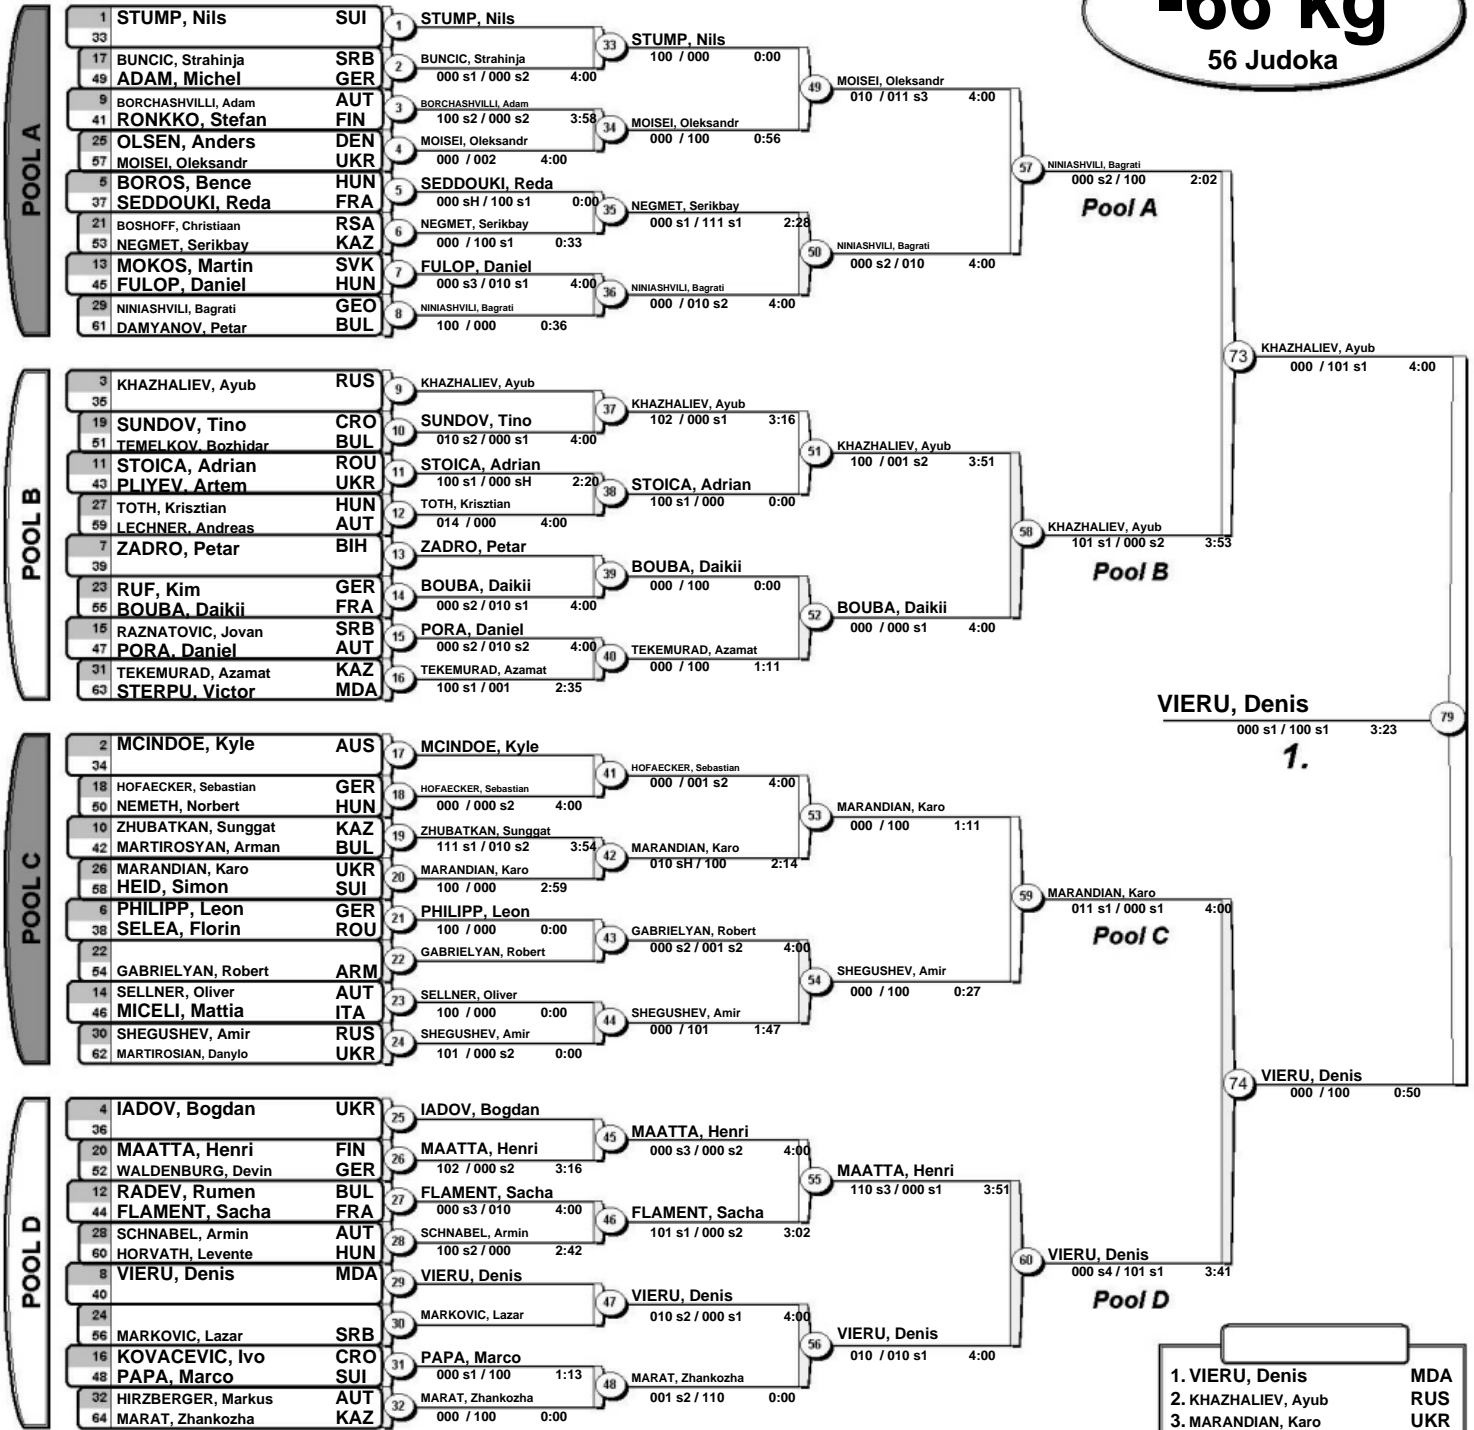 -66 kg
56 Judoka
POOL A
1 STUMP, Nils SUI
33
17 BUNCIC, Strahinja SRB
49 ADAM, Michel GER
9 BORCHASHVILLI, Adam AUT
41 RONKKO, Stefan FIN
25 OLSEN, Anders DEN
57 MOISEI, Oleksandr UKR
5 BOROS, Bence HUN
37 SEDDOUKI, Reda FRA
21 BOSHOFF, Christiaan RSA
53 NEGMET, Serikbay KAZ
13 MOKOS, Martin SVK
45 FULOP, Daniel HUN
29 NINIASHVILI, Bagrati GEO
61 DAMYANOV, Petar BUL
1 STUMP, Nils
2 BUNCIC, Strahinja
000 s1 / 000 s2 4:00
3 BORCHASHVILLI, Adam
100 s2 / 000 s2 3:58
4 MOISEI, Oleksandr
000 / 002 4:00
5 SEDDOUKI, Reda
000 sH / 100 s1 0:00
6 NEGMET, Serikbay
000 / 100 s1 0:33
7 FULOP, Daniel
000 s3 / 010 s1 4:00
8 NINIASHVILI, Bagrati
100 / 000 0:36
33 STUMP, Nils
100 / 000 0:00
34 MOISEI, Oleksandr
000 / 100 0:56
35 NEGMET, Serikbay
000 s1 / 111 s1 2:28
36 NINIASHVILI, Bagrati
000 / 010 s2 4:00
49 MOISEI, Oleksandr
010 / 011 s3 4:00
50 NINIASHVILI, Bagrati
000 s2 / 010 4:00
57 NINIASHVILI, Bagrati
000 s2 / 100 2:02
Pool A
POOL B
3 KHAZHALIEV, Ayub RUS
35
19 SUNDOV, Tino CRO
51 TEMELKOV, Bozhidar BUL
11 STOICA, Adrian ROU
43 PLIYEV, Artem UKR
27 TOTH, Krisztian HUN
59 LECHNER, Andreas AUT
7 ZADRO, Petar BIH
39
23 RUF, Kim GER
55 BOUBA, Daikii FRA
15 RAZNATOVIC, Jovan SRB
47 PORA, Daniel AUT
31 TEKEMURAD, Azamat KAZ
63 STERPU, Victor MDA
9 KHAZHALIEV, Ayub
10 SUNDOV, Tino
010 s2 / 000 s1 4:00
11 STOICA, Adrian
100 s1 / 000 sH 2:20
12 TOTH, Krisztian
014 / 000 4:00
13 ZADRO, Petar
14 BOUBA, Daikii
000 s2 / 010 s1 4:00
15 PORA, Daniel
000 s2 / 010 s2 4:00
16 TEKEMURAD, Azamat
100 s1 / 001 2:35
37 KHAZHALIEV, Ayub
102 / 000 s1 3:16
38 STOICA, Adrian
100 s1 / 000 0:00
39 BOUBA, Daikii
000 / 100 0:00
40 TEKEMURAD, Azamat
000 / 100 1:11
51 KHAZHALIEV, Ayub
100 / 001 s2 3:51
52 BOUBA, Daikii
000 / 000 s1 4:00
58 KHAZHALIEV, Ayub
101 s1 / 000 s2 3:53
Pool B
73 KHAZHALIEV, Ayub
000 / 101 s1 4:00
VIERU, Denis 79
000 s1 / 100 s1 3:23
1.
POOL C
2 MCINDOE, Kyle AUS
34
18 HOFAECKER, Sebastian GER
50 NEMETH, Norbert HUN
10 ZHUBATKAN, Sunggat KAZ
42 MARTIROSYAN, Arman BUL
26 MARANDIAN, Karo UKR
58 HEID, Simon SUI
6 PHILIPP, Leon GER
38 SELEA, Florin ROU
22
54 GABRIELYAN, Robert ARM
14 SELLNER, Oliver AUT
46 MICELI, Mattia ITA
30 SHEGUSHEV, Amir RUS
62 MARTIROSIAN, Danylo UKR
17 MCINDOE, Kyle
18 HOFAECKER, Sebastian
000 / 000 s2 4:00
19 ZHUBATKAN, Sunggat
111 s1 / 010 s2 3:54
20 MARANDIAN, Karo
100 / 000 2:59
21 PHILIPP, Leon
100 / 000 0:00
22 GABRIELYAN, Robert
23 SELLNER, Oliver
100 / 000 0:00
24 SHEGUSHEV, Amir
101 / 000 s2 0:00
41 HOFAECKER, Sebastian
000 / 001 s2 4:00
42 MARANDIAN, Karo
010 sH / 100 2:14
43 GABRIELYAN, Robert
000 s2 / 001 s2 4:00
44 SHEGUSHEV, Amir
000 / 101 1:47
53 MARANDIAN, Karo
000 / 100 1:11
54 SHEGUSHEV, Amir
000 / 100 0:27
59 MARANDIAN, Karo
011 s1 / 000 s1 4:00
Pool C
74 VIERU, Denis
000 / 100 0:50
POOL D
4 IADOV, Bogdan UKR
36
20 MAATTA, Henri FIN
52 WALDENBURG, Devin GER
12 RADEV, Rumen BUL
44 FLAMENT, Sacha FRA
28 SCHNABEL, Armin AUT
60 HORVATH, Levente HUN
8 VIERU, Denis MDA
40
24
56 MARKOVIC, Lazar SRB
16 KOVACEVIC, Ivo CRO
48 PAPA, Marco SUI
32 HIRZBERGER, Markus AUT
64 MARAT, Zhankozha KAZ
25 IADOV, Bogdan
26 MAATTA, Henri
102 / 000 s2 3:16
27 FLAMENT, Sacha
000 s3 / 010 4:00
28 SCHNABEL, Armin
100 s2 / 000 2:42
29 VIERU, Denis
30 MARKOVIC, Lazar
31 PAPA, Marco
000 s1 / 100 1:13
32 MARAT, Zhankozha
000 / 100 0:00
45 MAATTA, Henri
000 s3 / 000 s2 4:00
46 FLAMENT, Sacha
101 s1 / 000 s2 3:02
47 VIERU, Denis
010 s2 / 000 s1 4:00
48 MARAT, Zhankozha
001 s2 / 110 0:00
55 MAATTA, Henri
110 s3 / 000 s1 3:51
56 VIERU, Denis
010 / 010 s1 4:00
60 VIERU, Denis
000 s4 / 101 s1 3:41
Pool D
1. VIERU, Denis MDA
2. KHAZHALIEV, Ayub RUS
3. MARANDIAN, Karo UKR